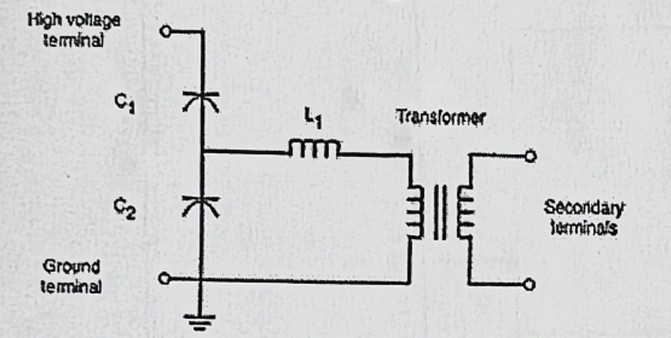 High voltage
terminal
C1
L1
Transformer
C2
Secondary
terminals
Ground
terminal